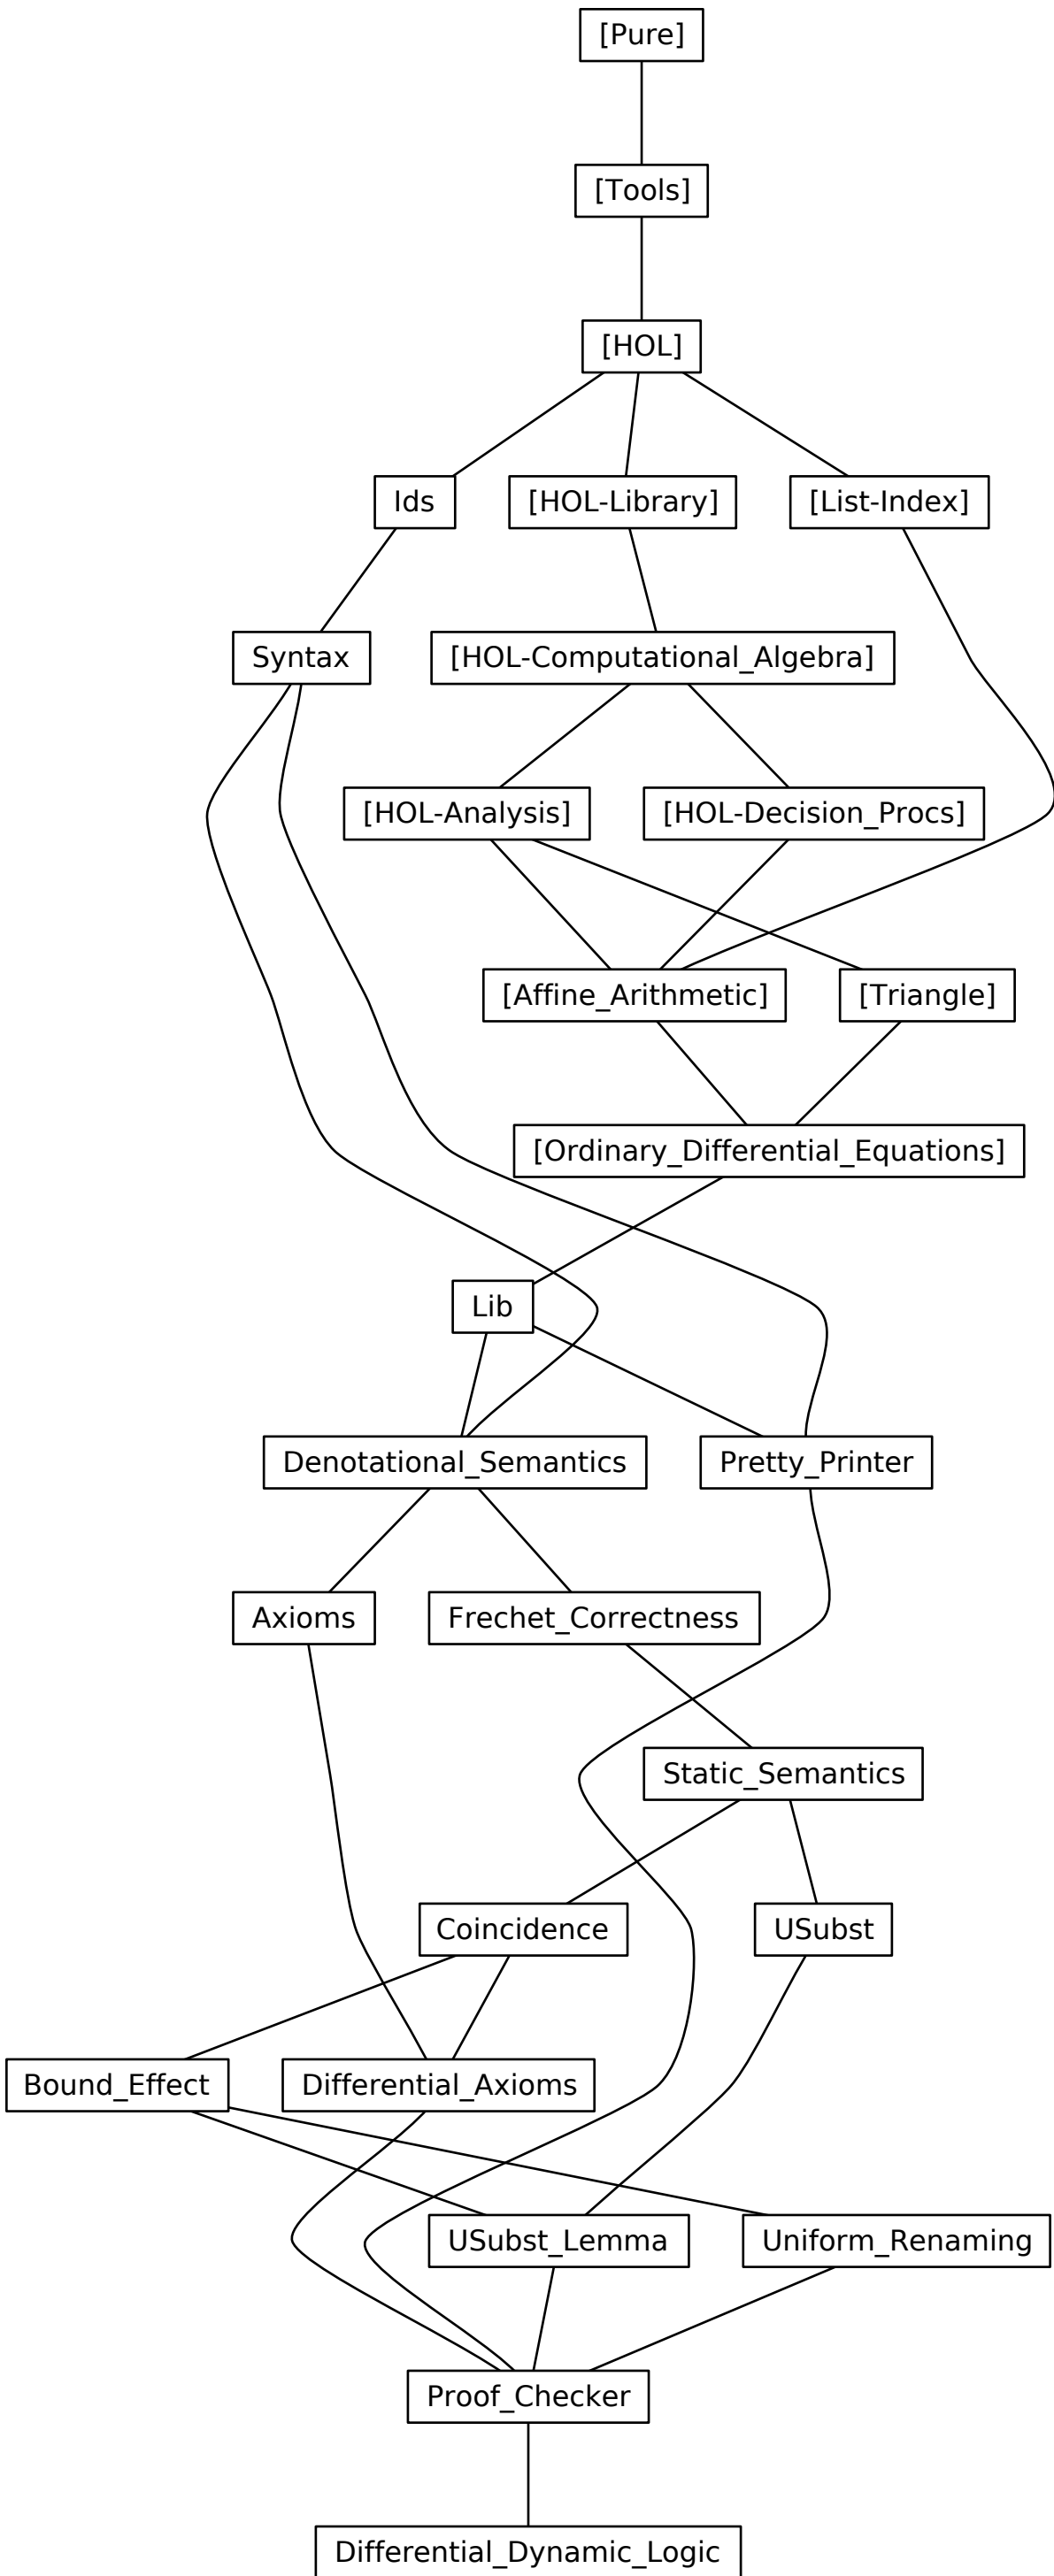 [Pure]
[Tools]
[HOL]
Ids
[HOL-Library]
[List-Index]
Syntax
[HOL-Computational_Algebra]
[HOL-Analysis]
[HOL-Decision_Procs]
[Affine_Arithmetic]
[Triangle]
[Ordinary_Differential_Equations]
Lib
Denotational_Semantics
Pretty_Printer
Axioms
Frechet_Correctness
Static_Semantics
Coincidence
USubst
Bound_Effect
Differential_Axioms
USubst_Lemma
Uniform_Renaming
Proof_Checker
Differential_Dynamic_Logic